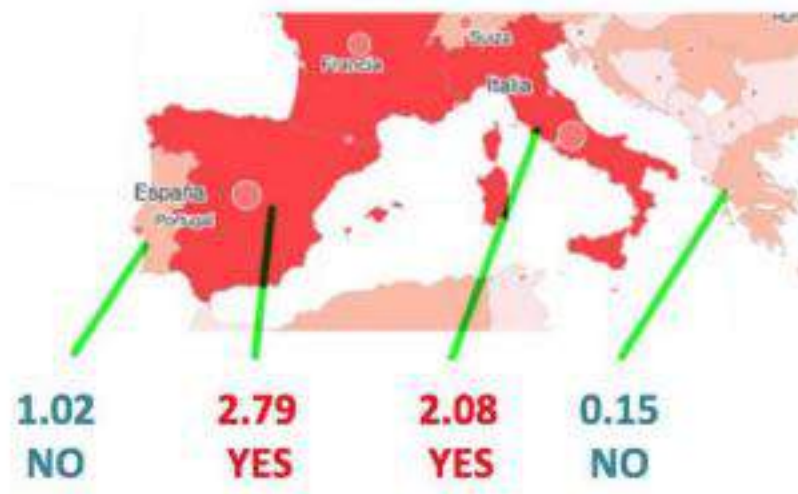 Suiza
Francia
Italia
España
Portugal
1.02 2.79 2.08 0.15
NO YES YES NO